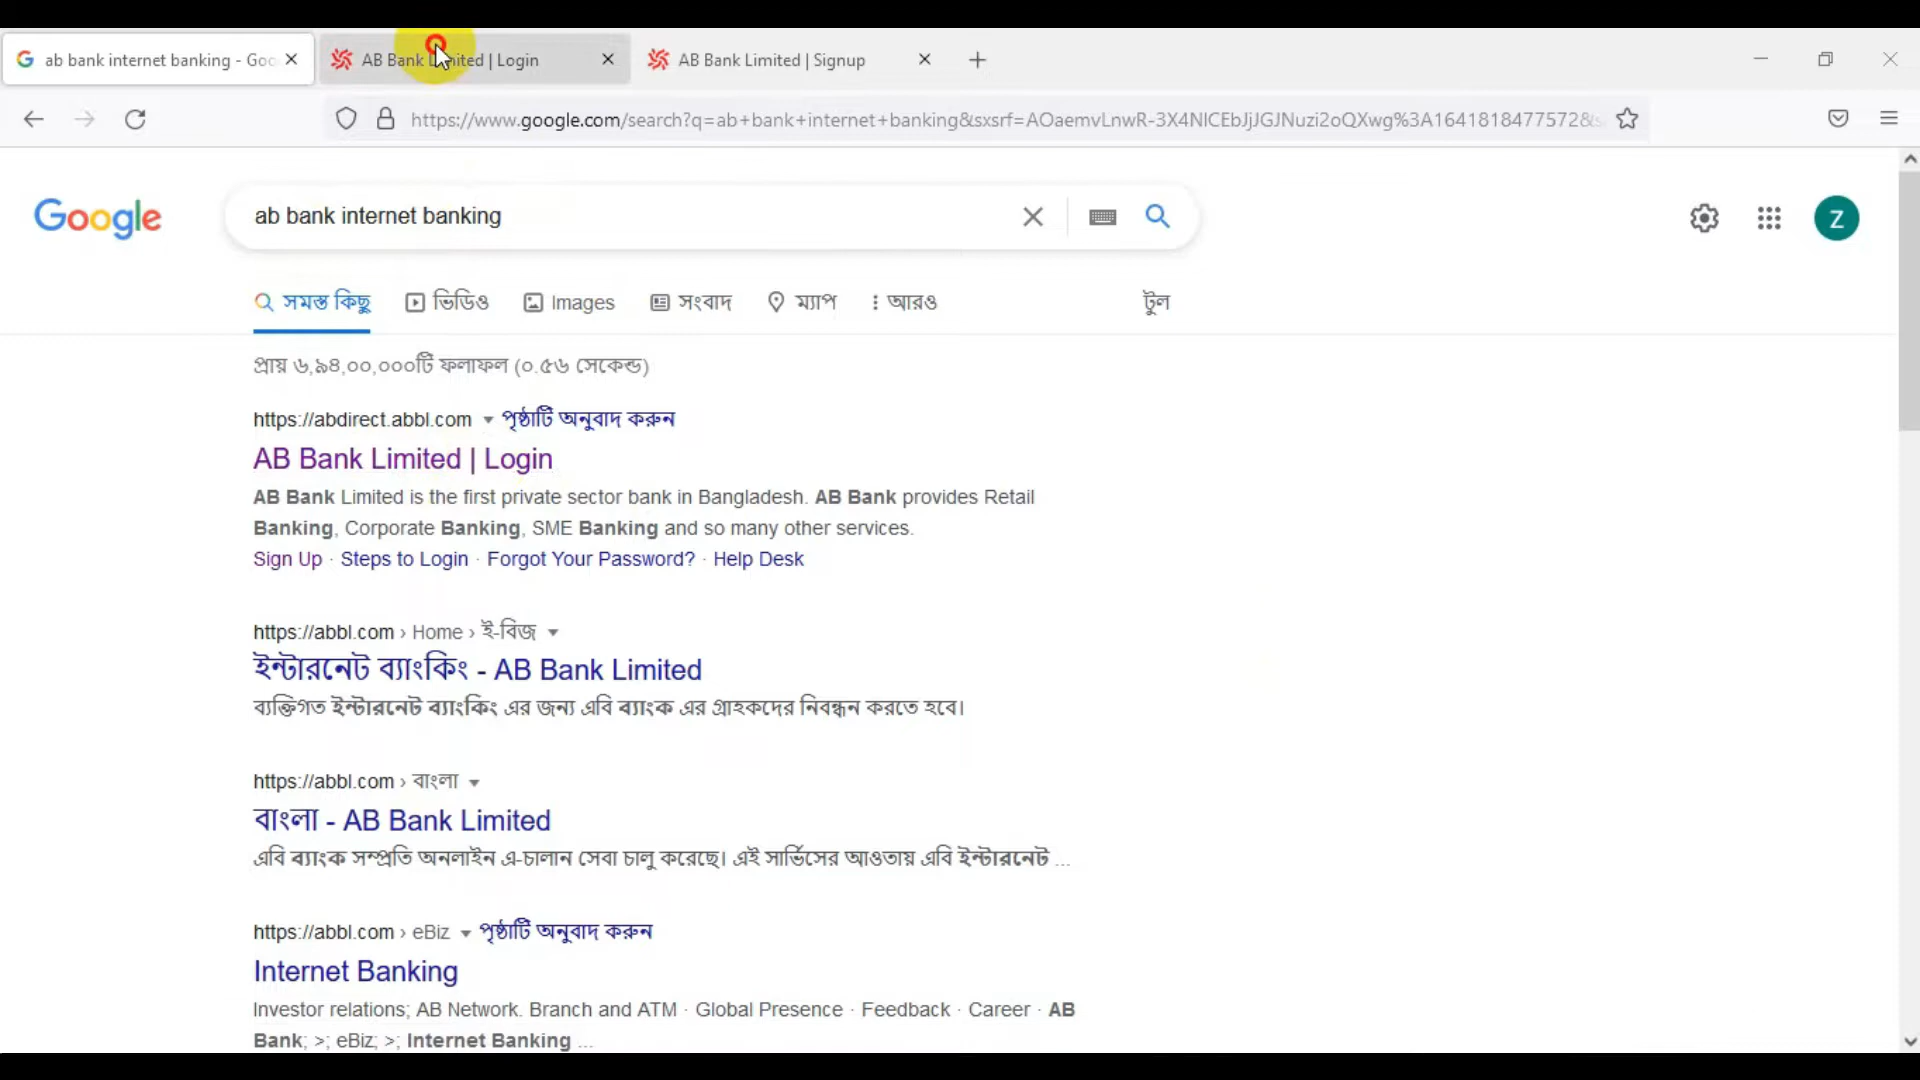 ab bank internet banking - Goo
AB Bank Limited | Login
AB Bank Limited | Signup
https://www.google.com/search?q=ab+bank+internet+banking&sxsrf=AOaemvLnwR-3X4NlCEbJjJGJNuzi2oQXwg%3A1641818477572&s
Google
ab bank internet banking
Z
সমস্ত কিছু
ভিডিও
Images
সংবাদ
ম্যাপ
আরও
টুল
প্রায় ৬,৯৪,০০,০০০টি ফলাফল (০.৫৬ সেকেন্ড)
https://abdirect.abbl.com পৃষ্ঠাটি অনুবাদ করুন
AB Bank Limited | Login
AB Bank Limited is the first private sector bank in Bangladesh. AB Bank provides Retail
Banking, Corporate Banking, SME Banking and so many other services.
Sign Up · Steps to Login · Forgot Your Password? · Help Desk
https://abbl.com › Home › ই-বিজ
ইন্টারনেট ব্যাংকিং - AB Bank Limited
ব্যক্তিগত ইন্টারনেট ব্যাংকিং এর জন্য এবি ব্যাংক এর গ্রাহকদের নিবন্ধন করতে হবে।
https://abbl.com › বাংলা
বাংলা - AB Bank Limited
এবি ব্যাংক সম্প্রতি অনলাইন এ-চালান সেবা চালু করেছে। এই সার্ভিসের আওতায় এবি ইন্টারনেট ...
https://abbl.com › eBiz পৃষ্ঠাটি অনুবাদ করুন
Internet Banking
Investor relations; AB Network. Branch and ATM · Global Presence · Feedback · Career · AB
Bank; >; eBiz; >; Internet Banking ...